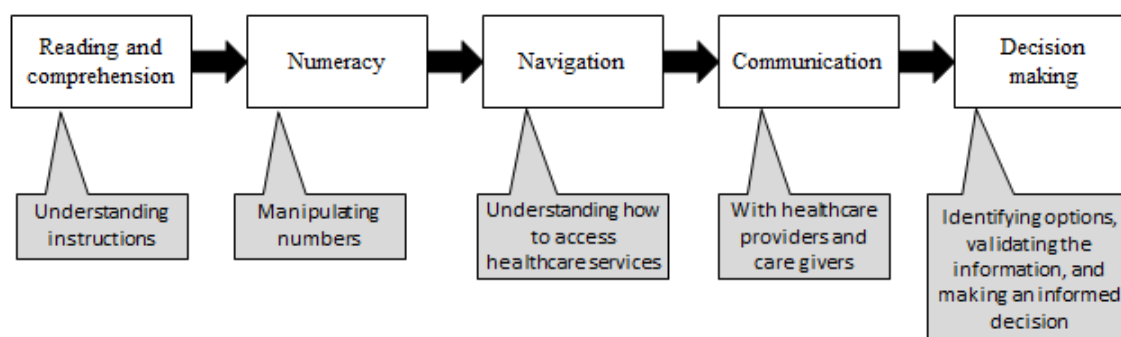 Reading and
comprehension
Numeracy
Navigation
Communication
Decision
making
Understanding
instructions
Manipulating
numbers
Understanding how
to access
healthcare services
With healthcare
providers and
care givers
Identifying options,
validating the
information, and
making an informed
decision